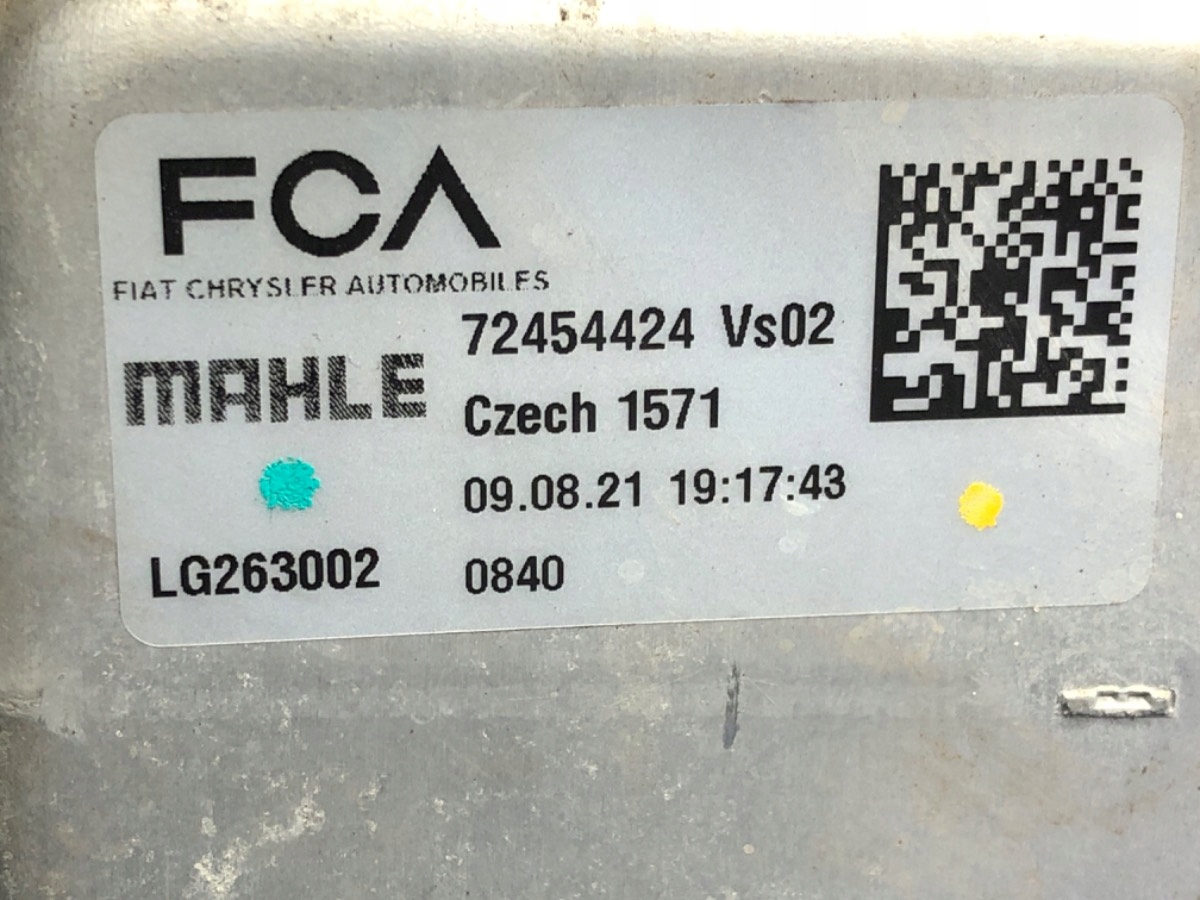 FCA
FIAT CHRYSLER AUTOMOBILES
72454424 Vs02
MAHLE
Czech 1571
09.08.21 19:17:43
LG263002 0840